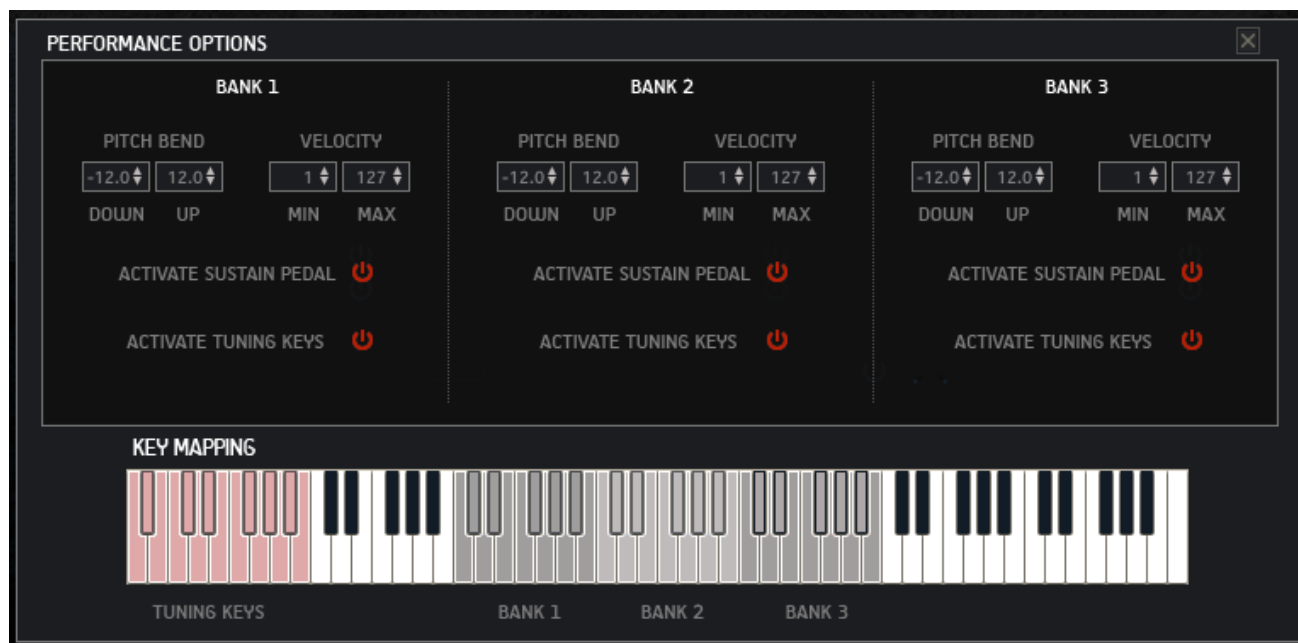 PERFORMANCE OPTIONS
BANK 1 BANK 2 BANK 3
PITCH BEND VELOCITY PITCH BEND VELOCITY PITCH BEND VELOCITY
-12.0 12.0 1 127 -12.0 12.0 1 127 -12.0 12.0 1 127
DOWN UP MIN MAX DOWN UP MIN MAX DOWN UP MIN MAX
ACTIVATE SUSTAIN PEDAL ACTIVATE SUSTAIN PEDAL ACTIVATE SUSTAIN PEDAL
ACTIVATE TUNING KEYS ACTIVATE TUNING KEYS ACTIVATE TUNING KEYS
KEY MAPPING
TUNING KEYS BANK 1 BANK 2 BANK 3